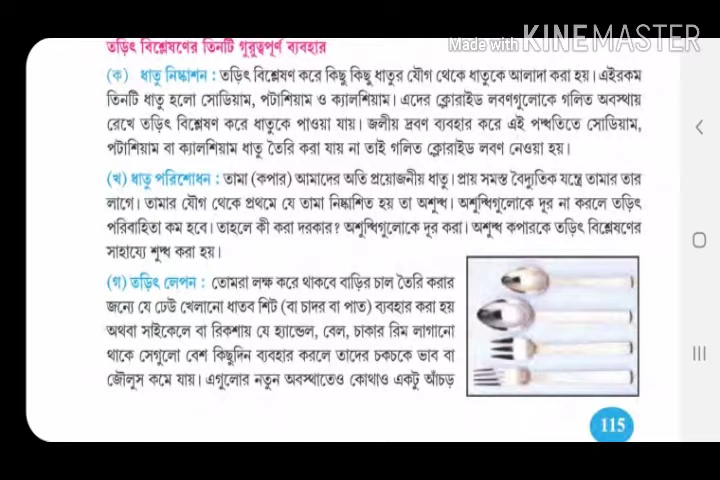 তড়িৎ বিশ্লেষণের তিনটি গুরুত্বপূর্ণ ব্যবহার
Made with KINEMASTER
(ক) ধাতু নিষ্কাশন : তড়িৎ বিশ্লেষণ করে কিছু কিছু ধাতুর যৌগ থেকে ধাতুকে আলাদা করা হয়। এইরকম
তিনটি ধাতু হলো সোডিয়াম, পটাশিয়াম ও ক্যালশিয়াম। এদের ক্লোরাইড লবণগুলোকে গলিত অবস্থায়
রেখে তড়িৎ বিশ্লেষণ করে ধাতুকে পাওয়া যায়। জলীয় দ্রবণ ব্যবহার করে এই পদ্ধতিতে সোডিয়াম,
পটাশিয়াম বা ক্যালশিয়াম ধাতু তৈরি করা যায় না তাই গলিত ক্লোরাইড লবণ নেওয়া হয়।
(খ) ধাতু পরিশোধন : তামা (কপার) আমাদের অতি প্রয়োজনীয় ধাতু। প্রায় সমস্ত বৈদ্যুতিক যন্ত্রে তামার তার
লাগে। তামার যৌগ থেকে প্রথমে যে তামা নিষ্কাশিত হয় তা অশুদ্ধ। অশুদ্ধিগুলোকে দূর না করলে তড়িৎ
পরিবাহিতা কম হবে। তাহলে কী করা দরকার? অশুদ্ধিগুলোকে দূর করা। অশুদ্ধ কপারকে তড়িৎ বিশ্লেষণের
সাহায্যে শুদ্ধ করা হয়।
(গ) তড়িৎ লেপন : তোমরা লক্ষ করে থাকবে বাড়ির চাল তৈরি করার
জন্যে যে ঢেউ খেলানো ধাতব শিট (বা চাদর বা পাত) ব্যবহার করা হয়
অথবা সাইকেলে বা রিকশায় যে হ্যান্ডেল, বেল, চাকার রিম লাগানো
থাকে সেগুলো বেশ কিছুদিন ব্যবহার করলে তাদের চকচকে ভাব বা
জৌলুস কমে যায়। এগুলোর নতুন অবস্থাতেও কোথাও একটু আঁচড়
115